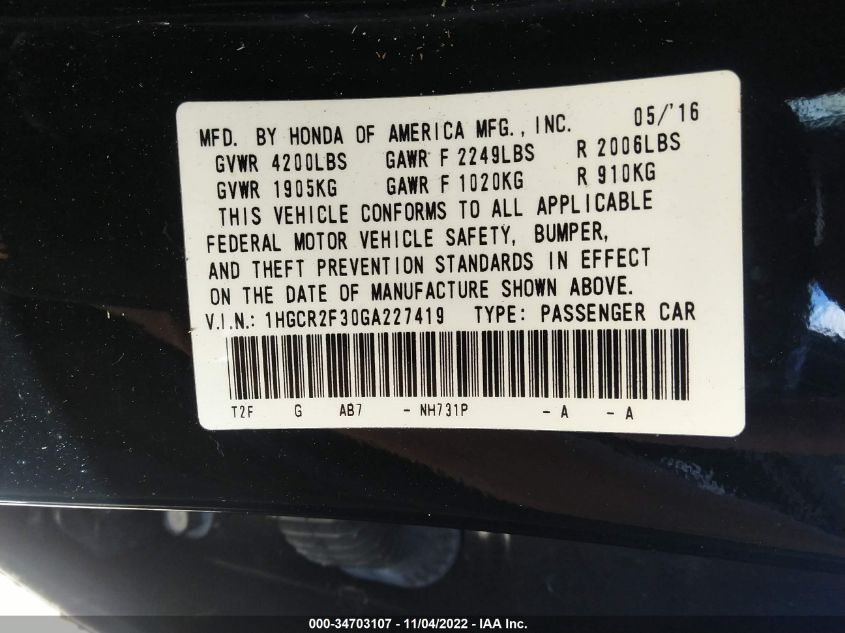 MFD. BY HONDA OF AMERICA MFG., INC. 05/'16
GVWR 4200LBS GAWR F 2249LBS R 2006LBS
GVWR 1905KG GAWR F 1020KG R 910KG
THIS VEHICLE CONFORMS TO ALL APPLICABLE
FEDERAL MOTOR VEHICLE SAFETY, BUMPER,
AND THEFT PREVENTION STANDARDS IN EFFECT
ON THE DATE OF MANUFACTURE SHOWN ABOVE.
V.I.N.: 1HGCR2F30GA227419 TYPE: PASSENGER CAR
T2F G AB7 - NH731P - A - A
000-34703107 - 11/04/2022 - IAA Inc.